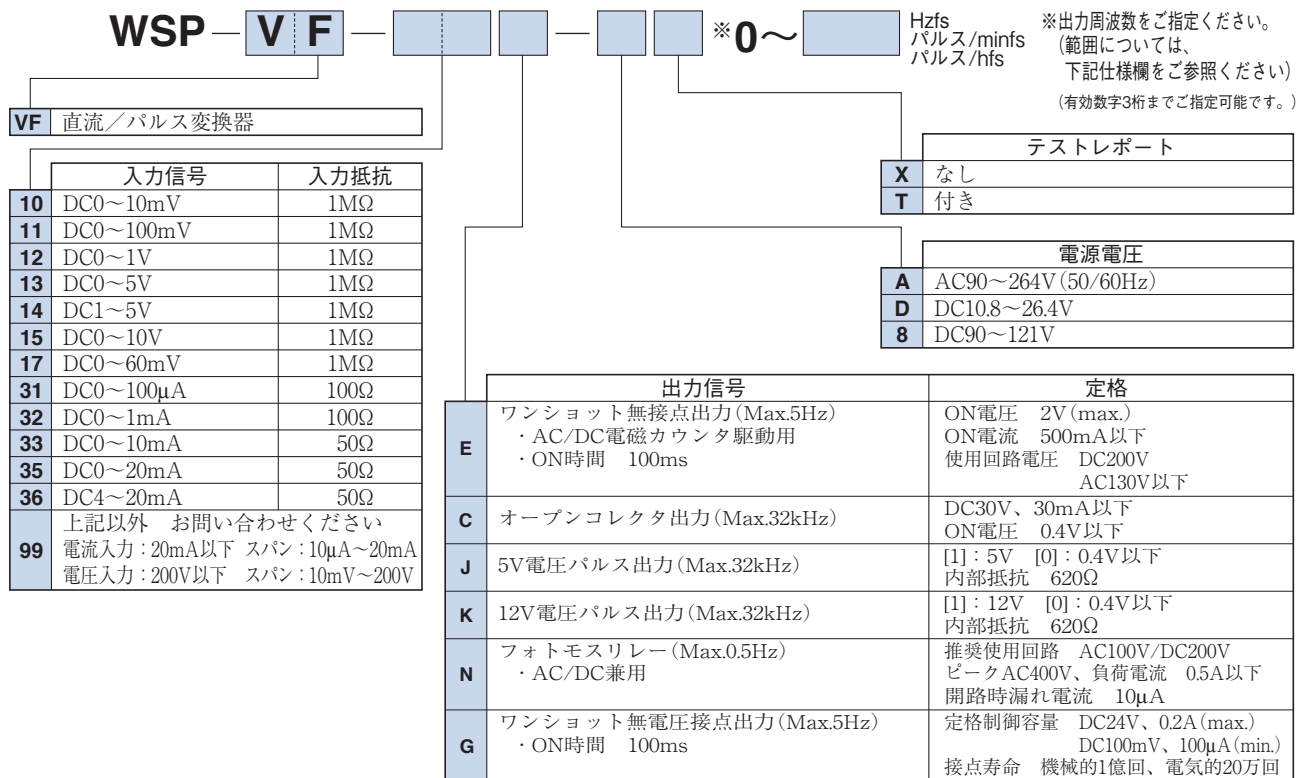 WSP-VF- - ※0～ Hzfs
パルス/minfs
パルス/hfs
※出力周波数をご指定ください。
(範囲については、
下記仕様欄をご参照ください)
(有効数字3桁までご指定可能です。)
VF 直流／パルス変換器
入力信号 入力抵抗
10 DC0～10mV 1MΩ
11 DC0～100mV 1MΩ
12 DC0～1V 1MΩ
13 DC0～5V 1MΩ
14 DC1～5V 1MΩ
15 DC0～10V 1MΩ
17 DC0～60mV 1MΩ
31 DC0～100μA 100Ω
32 DC0～1mA 100Ω
33 DC0～10mA 50Ω
35 DC0～20mA 50Ω
36 DC4～20mA 50Ω
99 上記以外　お問い合わせください
電流入力：20mA以下 スパン：10μA～20mA
電圧入力：200V以下 スパン：10mV～200V
テストレポート
X なし
T 付き
電源電圧
A AC90～264V(50/60Hz)
D DC10.8～26.4V
8 DC90～121V
出力信号 定格
E ワンショット無接点出力(Max.5Hz)
・AC/DC電磁カウンタ駆動用
・ON時間　100ms
ON電圧　2V(max.)
ON電流　500mA以下
使用回路電圧　DC200V
AC130V以下
C オープンコレクタ出力(Max.32kHz)
DC30V、30mA以下
ON電圧　0.4V以下
J 5V電圧パルス出力(Max.32kHz)
[1]：5V　[0]：0.4V以下
内部抵抗　620Ω
K 12V電圧パルス出力(Max.32kHz)
[1]：12V　[0]：0.4V以下
内部抵抗　620Ω
N フォトモスリレー(Max.0.5Hz)
・AC/DC兼用
推奨使用回路　AC100V/DC200V
ピークAC400V、負荷電流　0.5A以下
開路時漏れ電流　10μA
G ワンショット無電圧接点出力(Max.5Hz)
・ON時間　100ms
定格制御容量　DC24V、0.2A(max.)
DC100mV、100μA(min.)
接点寿命　機械的1億回、電気的20万回